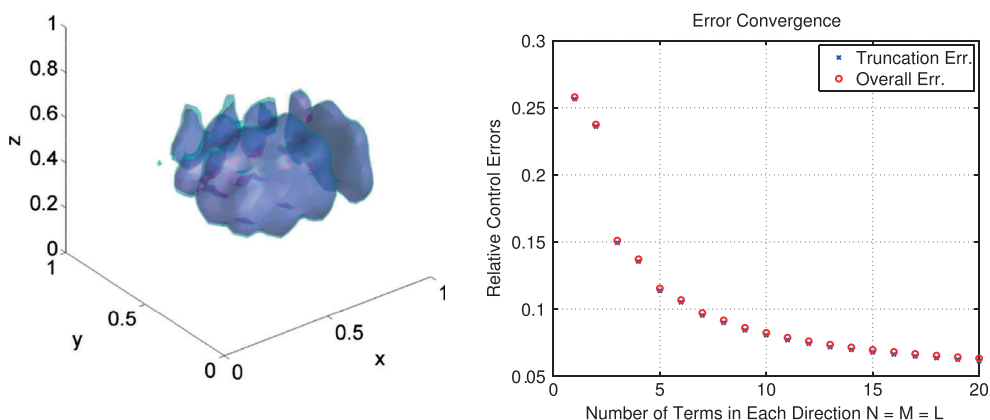 1
0.8
0.6
0.4
0.2
0
z
1
0.5
0
y
0
0.5
1
x
Error Convergence
0.3
0.25
0.2
0.15
0.1
0.05
Relative Control Errors
Truncation Err.
Overall Err.
0 5 10 15 20
Number of Terms in Each Direction N = M = L